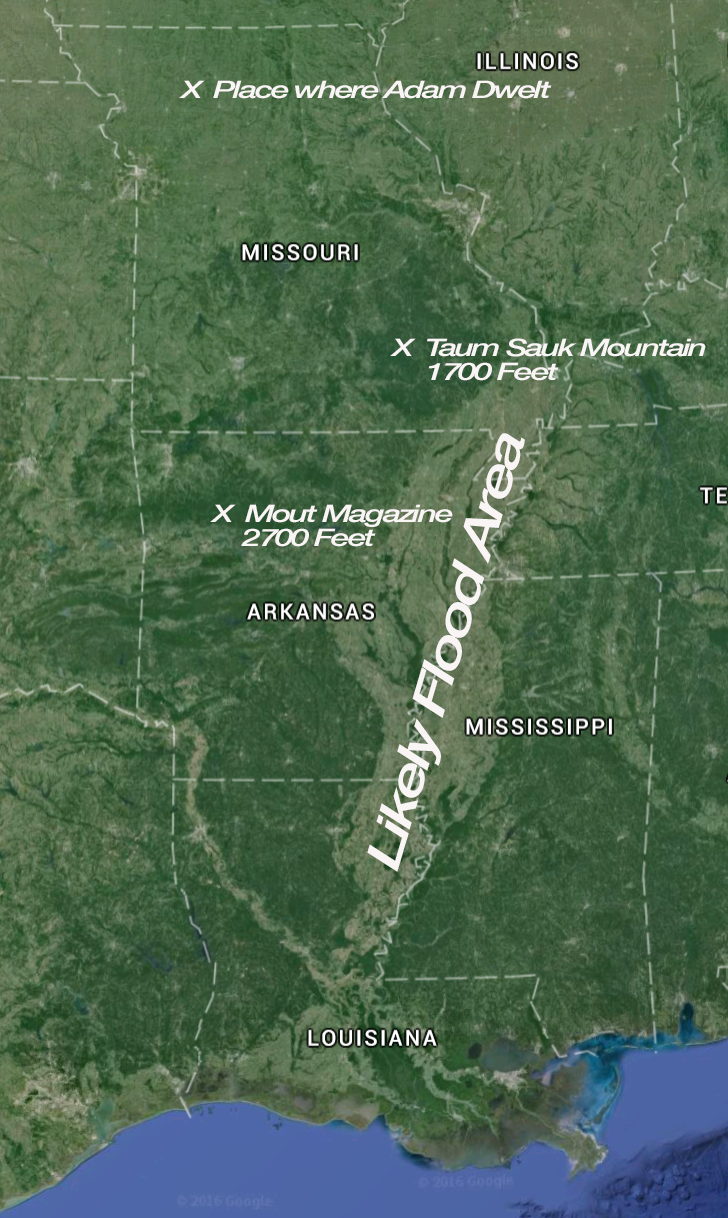 ILLINOIS
X Place where Adam Dwelt
MISSOURI
X Taum Sauk Mountain
1700 Feet
Likely Flood Area
TE
X Mout Magazine
2700 Feet
ARKANSAS
MISSISSIPPI
LOUISIANA
© 2016 Google
© 2016 Google